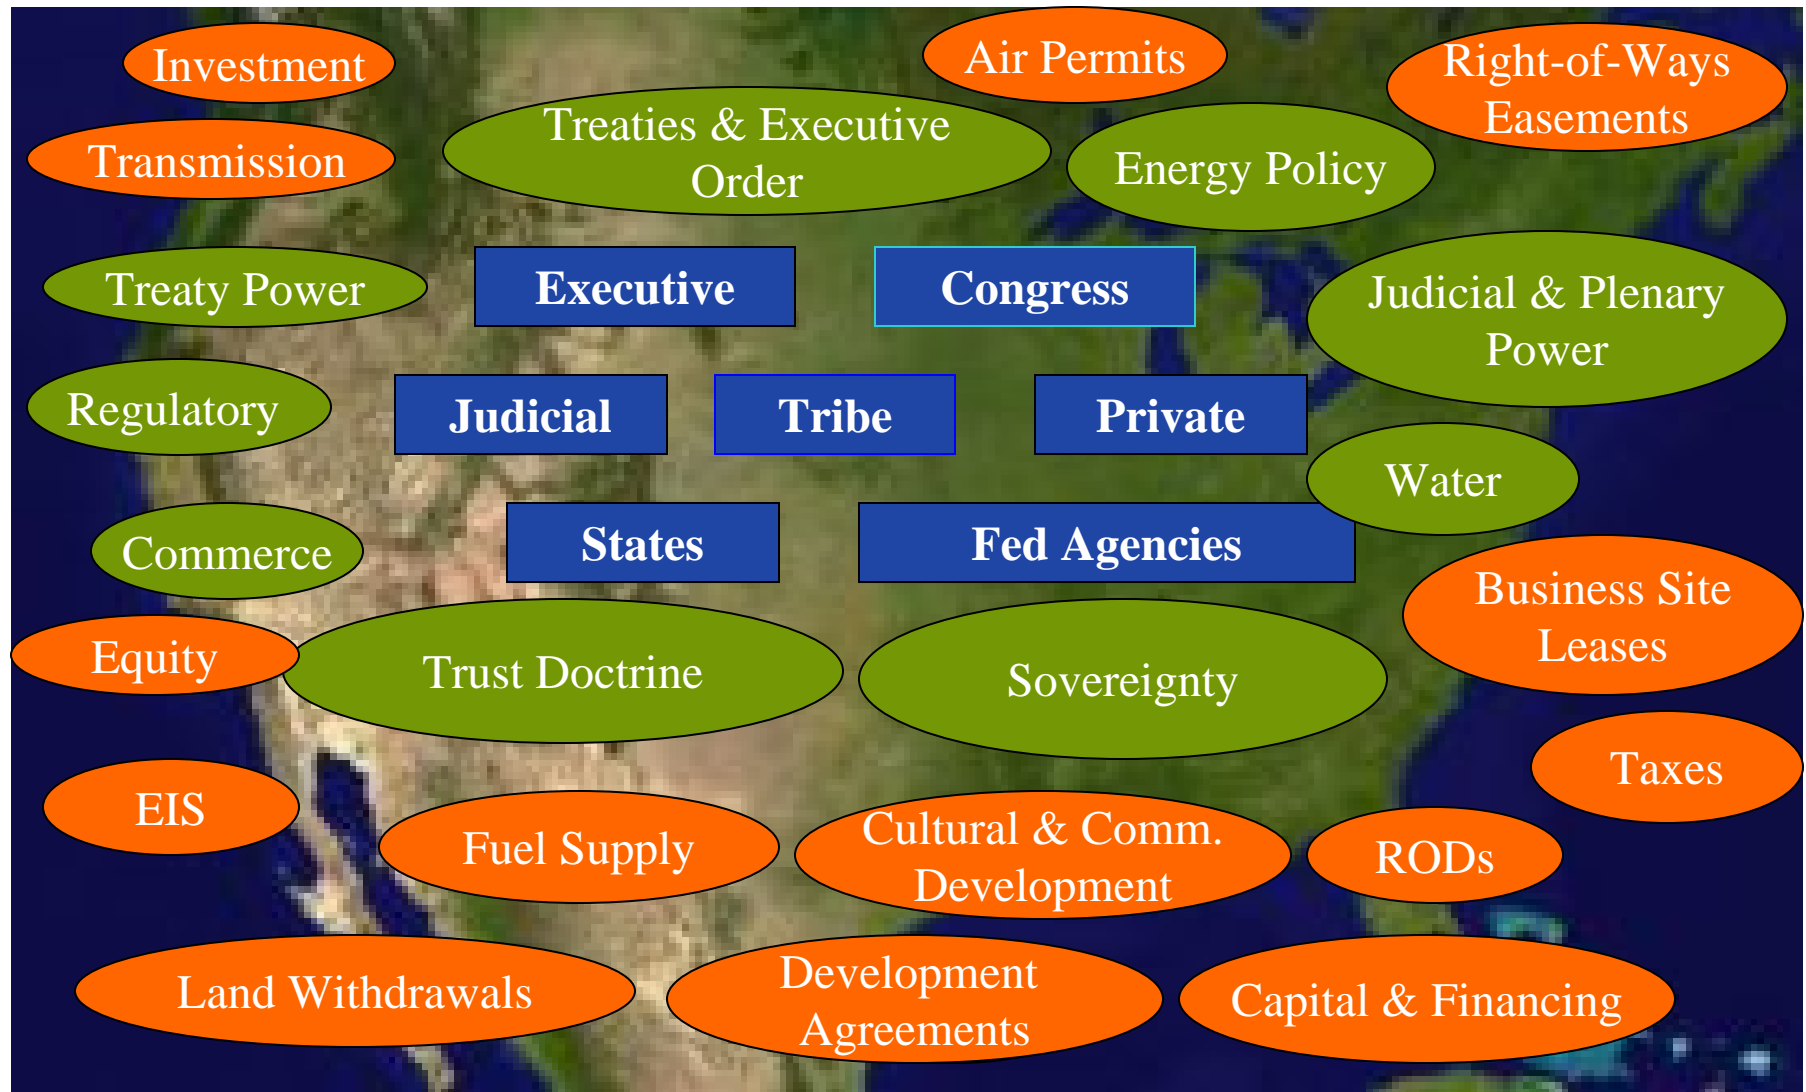 Investment
Air Permits
Right-of-Ways
Easements
Transmission
Treaties & Executive
Order
Energy Policy
Treaty Power
Executive
Congress
Judicial & Plenary
Power
Regulatory
Judicial
Tribe
Private
Water
Commerce
States
Fed Agencies
Business Site
Leases
Equity
Trust Doctrine
Sovereignty
Taxes
EIS
Fuel Supply
Cultural & Comm.
Development
RODs
Land Withdrawals
Development
Agreements
Capital & Financing